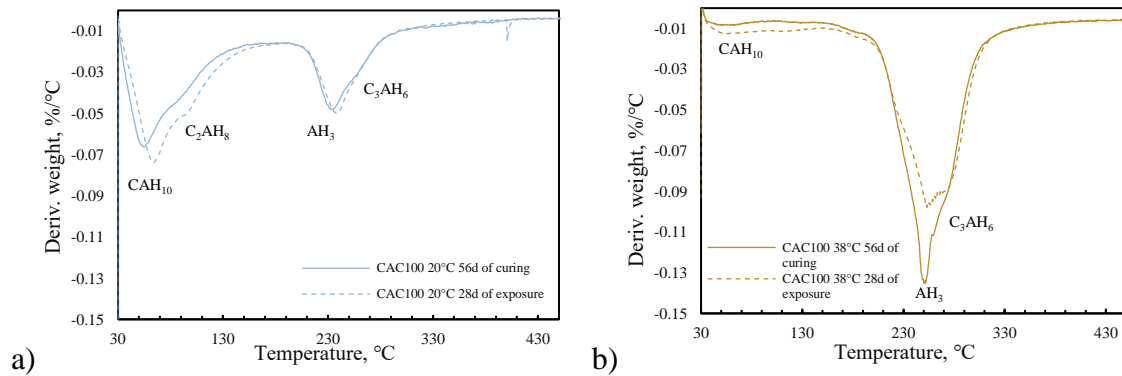 -0.01
-0.03
-0.05
-0.07
-0.09
-0.11
-0.13
-0.15
Deriv. weight, %/°C
CAH₁₀
C₂AH₈
AH₃
C₃AH₆
CAC100 20°C 56d of curing
CAC100 20°C 28d of exposure
30 130 230 330 430
Temperature, °C
a)
-0.01
-0.03
-0.05
-0.07
-0.09
-0.11
-0.13
-0.15
Deriv. weight, %/°C
CAH₁₀
C₃AH₆
AH₃
CAC100 38°C 56d of
curing
CAC100 38°C 28d of
exposure
30 130 230 330 430
Temperature, °C
b)